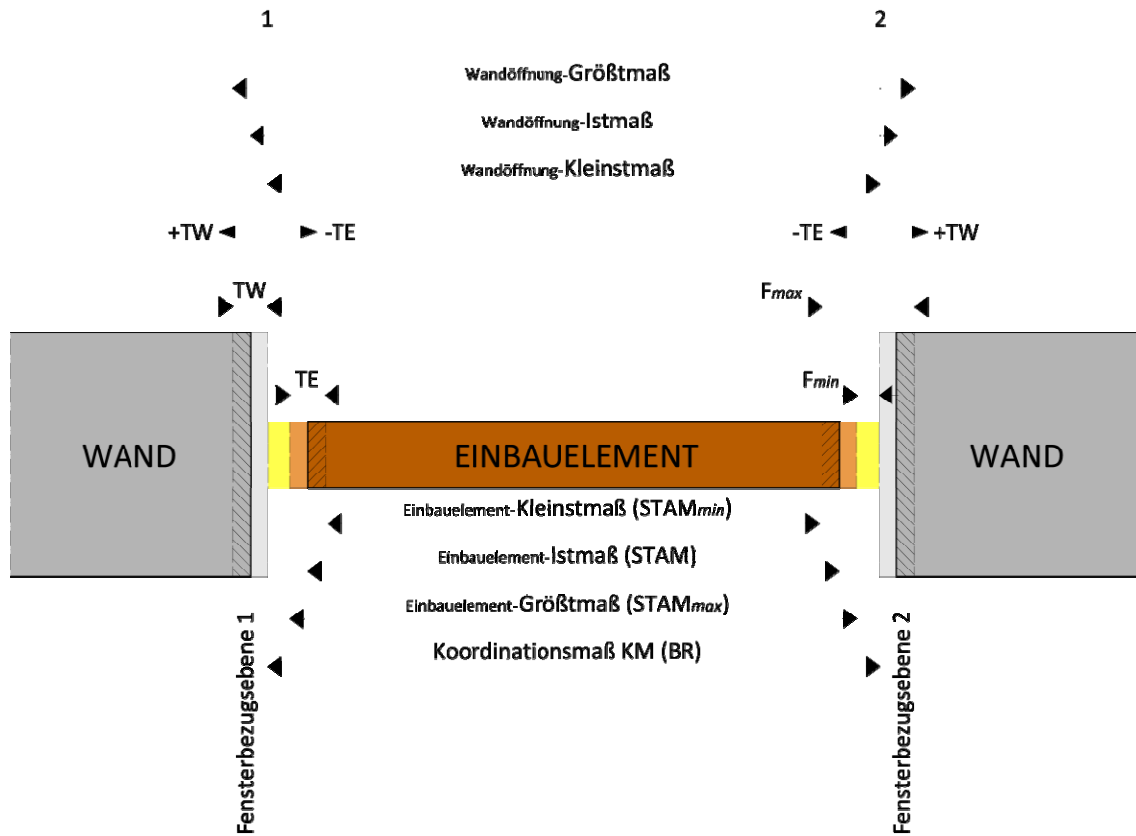 1 2
Wandöffnung-Größtmaß
Wandöffnung-Istmaß
Wandöffnung-Kleinstmaß
+TW -TE -TE +TW
TW Fmax
TE Fmin
WAND EINBAUELEMENT WAND
Einbauelement-Kleinstmaß (STAMmin)
Einbauelement-Istmaß (STAM)
Einbauelement-Größtmaß (STAMmax)
Koordinationsmaß KM (BR)
Fensterbezugsebene 1
Fensterbezugsebene 2